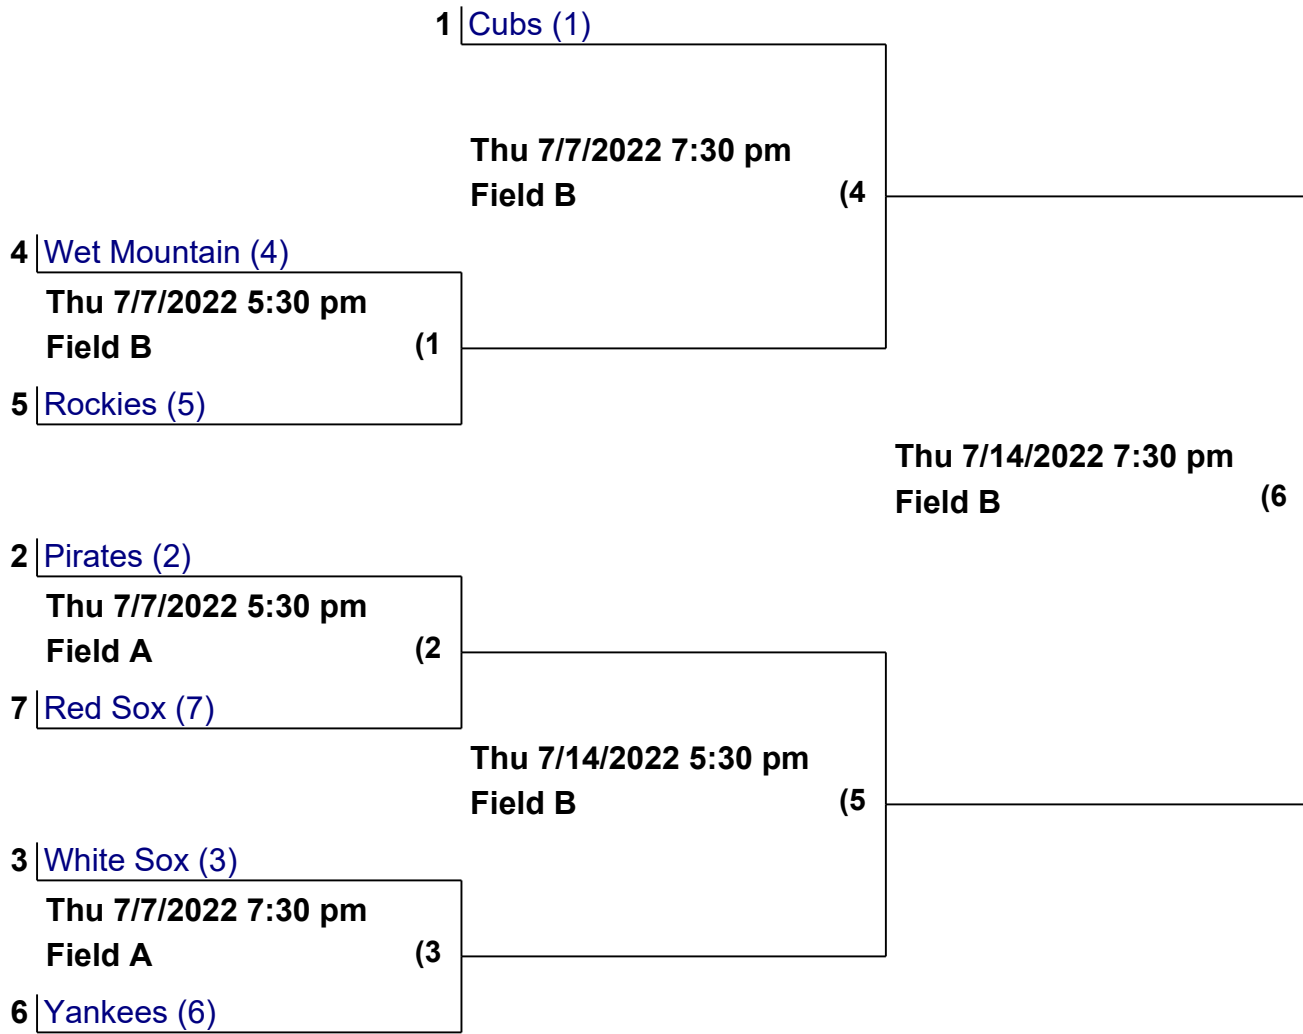 1 Cubs (1)
Thu 7/7/2022 7:30 pm
Field B (4
4 Wet Mountain (4)
Thu 7/7/2022 5:30 pm
Field B (1
5 Rockies (5)
Thu 7/14/2022 7:30 pm
Field B (6
2 Pirates (2)
Thu 7/7/2022 5:30 pm
Field A (2
7 Red Sox (7)
Thu 7/14/2022 5:30 pm
Field B (5
3 White Sox (3)
Thu 7/7/2022 7:30 pm
Field A (3
6 Yankees (6)